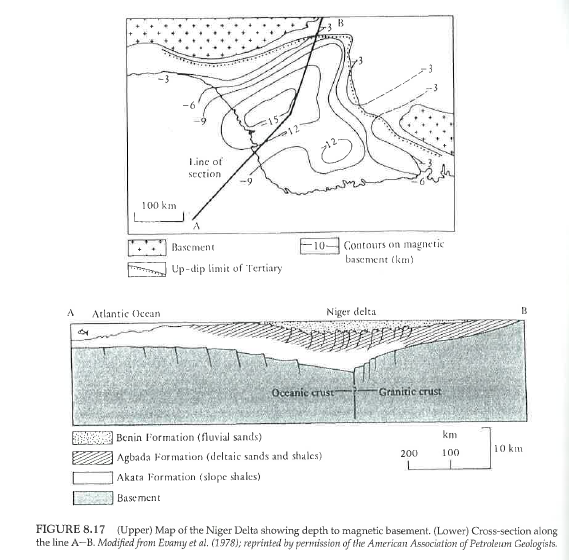 B
-3
-3
-3
-3
-3
-6
-9
-15
-12
-12
Line of
section
-9
-3
-6
100 km
A
Basement
-10- Contours on magnetic
basement (km)
Up-dip limit of Tertiary
A Atlantic Ocean Niger delta B
Oceanic crust ? Granitic crust
Benin Formation (fluvial sands)
Agbada Formation (deltaic sands and shales)
Akata Formation (slope shales)
Basement
km
200 100
10 km
FIGURE 8.17 (Upper) Map of the Niger Delta showing depth to magnetic basement. (Lower) Cross-section along
the line A–B. Modified from Evamy et al. (1978); reprinted by permission of the American Association of Petroleum Geologists.